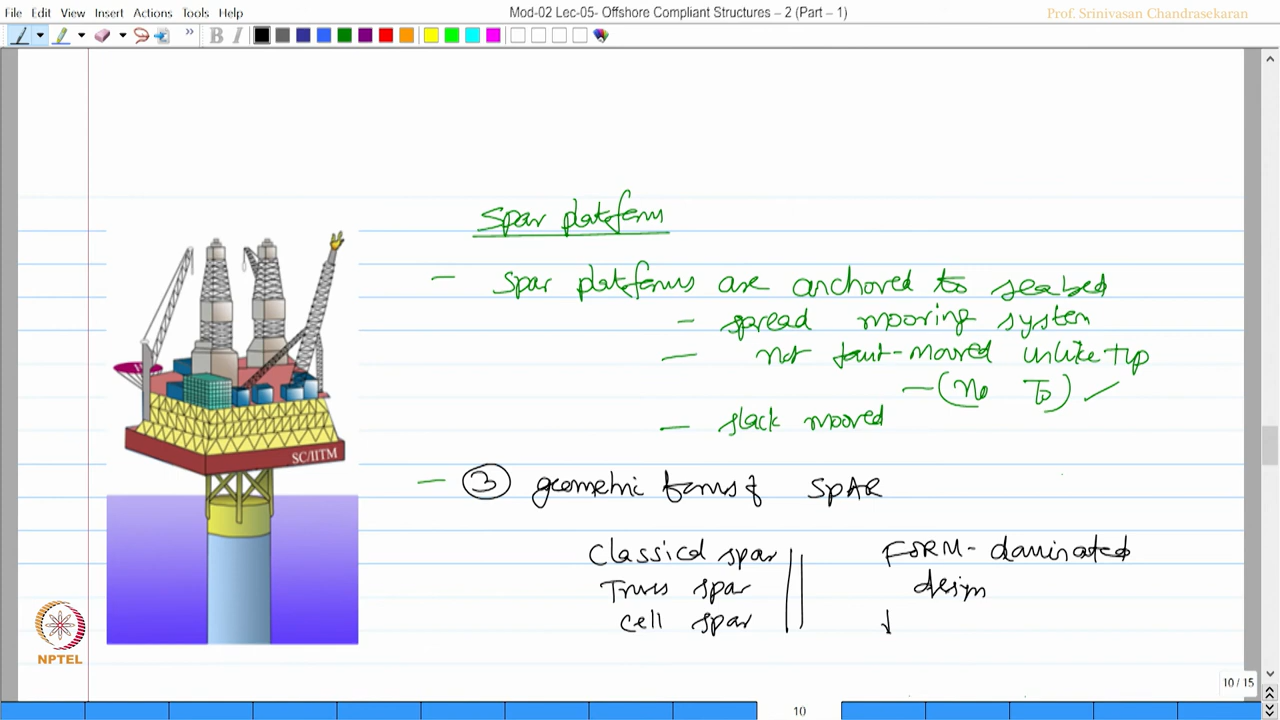 Mod-02 Lec-05- Offshore Compliant Structures – 2 (Part – 1)
Prof. Srinivasan Chandrasekaran
File Edit View Insert Actions Tools Help
B I
Spar platform
- Spar platforms are anchored to seabed
- spread mooring system
- not taut-moored unlike TLP
- (No To) ✓
- slack moored
- ③ geometric forms of SPAR
Classical spar
Truss spar
Cell spar
FORM-dominated
design
SC/IITM
NPTEL
10 / 15
10